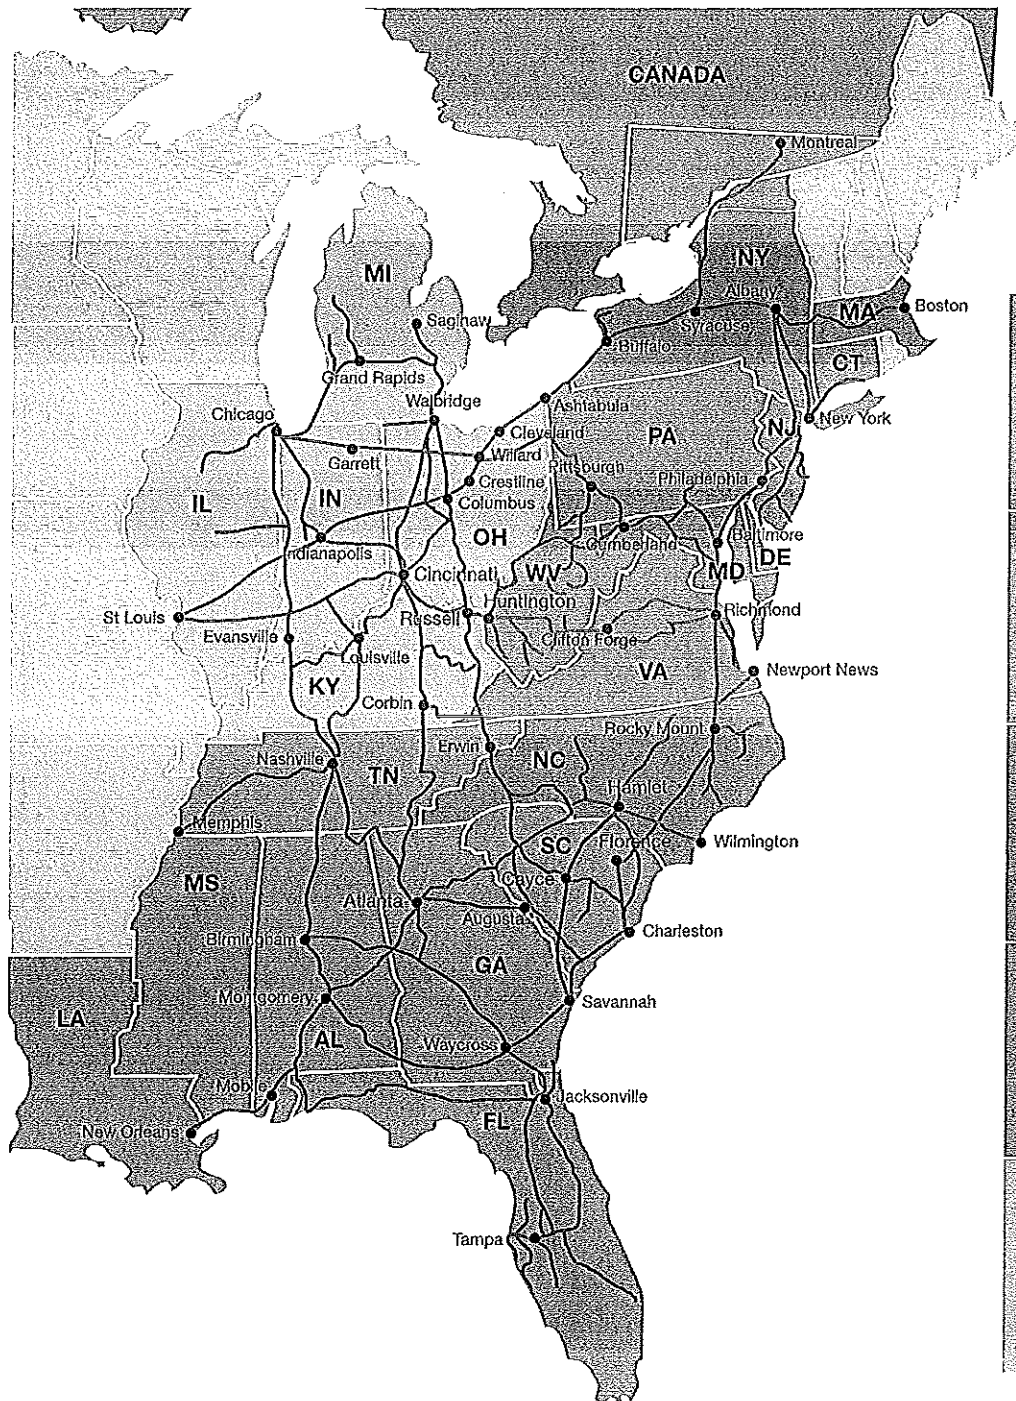 CANADA
Montreal
MI
NY
Albany
MA
Boston
Saginaw
Syracuse
Buffalo
CT
Grand Rapids
Walbridge
Ashtabula
Chicago
New York
NJ
PA
Cleveland
Willard
Garrett
Pittsburgh
Crestline
Philadelphia
IL
IN
Columbus
OH
Indianapolis
Cumberland
Baltimore
DE
MD
WV
Cincinnati
Huntington
St Louis
Russell
Richmond
Evansville
Clifton Forge
Louisville
VA
Newport News
KY
Corbin
Rocky Mount
Erwin
NC
Nashville
TN
Hamlet
Memphis
Wilmington
SC
Florence
MS
Cayce
Atlanta
Augusta
Charleston
Birmingham
GA
Montgomery
Savannah
LA
AL
Waycross
Mobile
Jacksonville
FL
New Orleans
Tampa